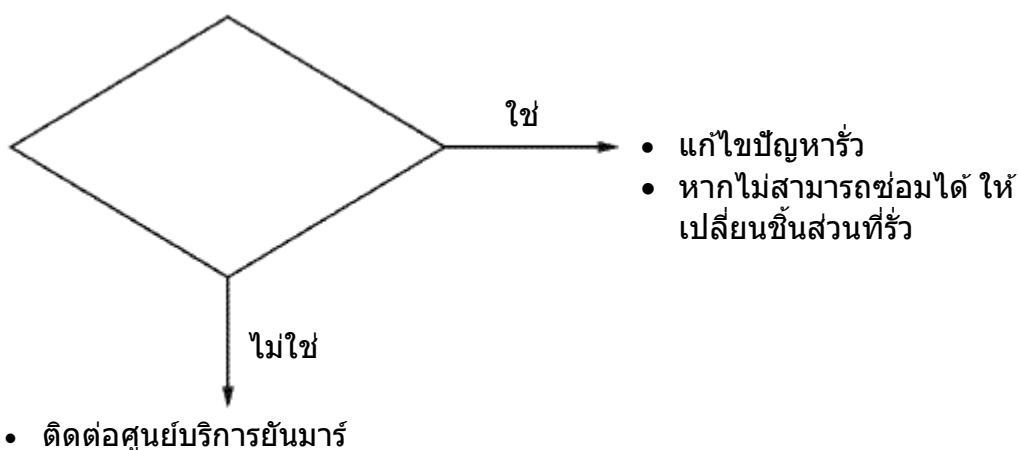 ใช่
• แก้ไขปัญหารั่ว
• หากไม่สามารถซ่อมได้ ให้
เปลี่ยนชิ้นส่วนที่รั่ว
ไม่ใช่
• ติดต่อศูนย์บริการยันมาร์